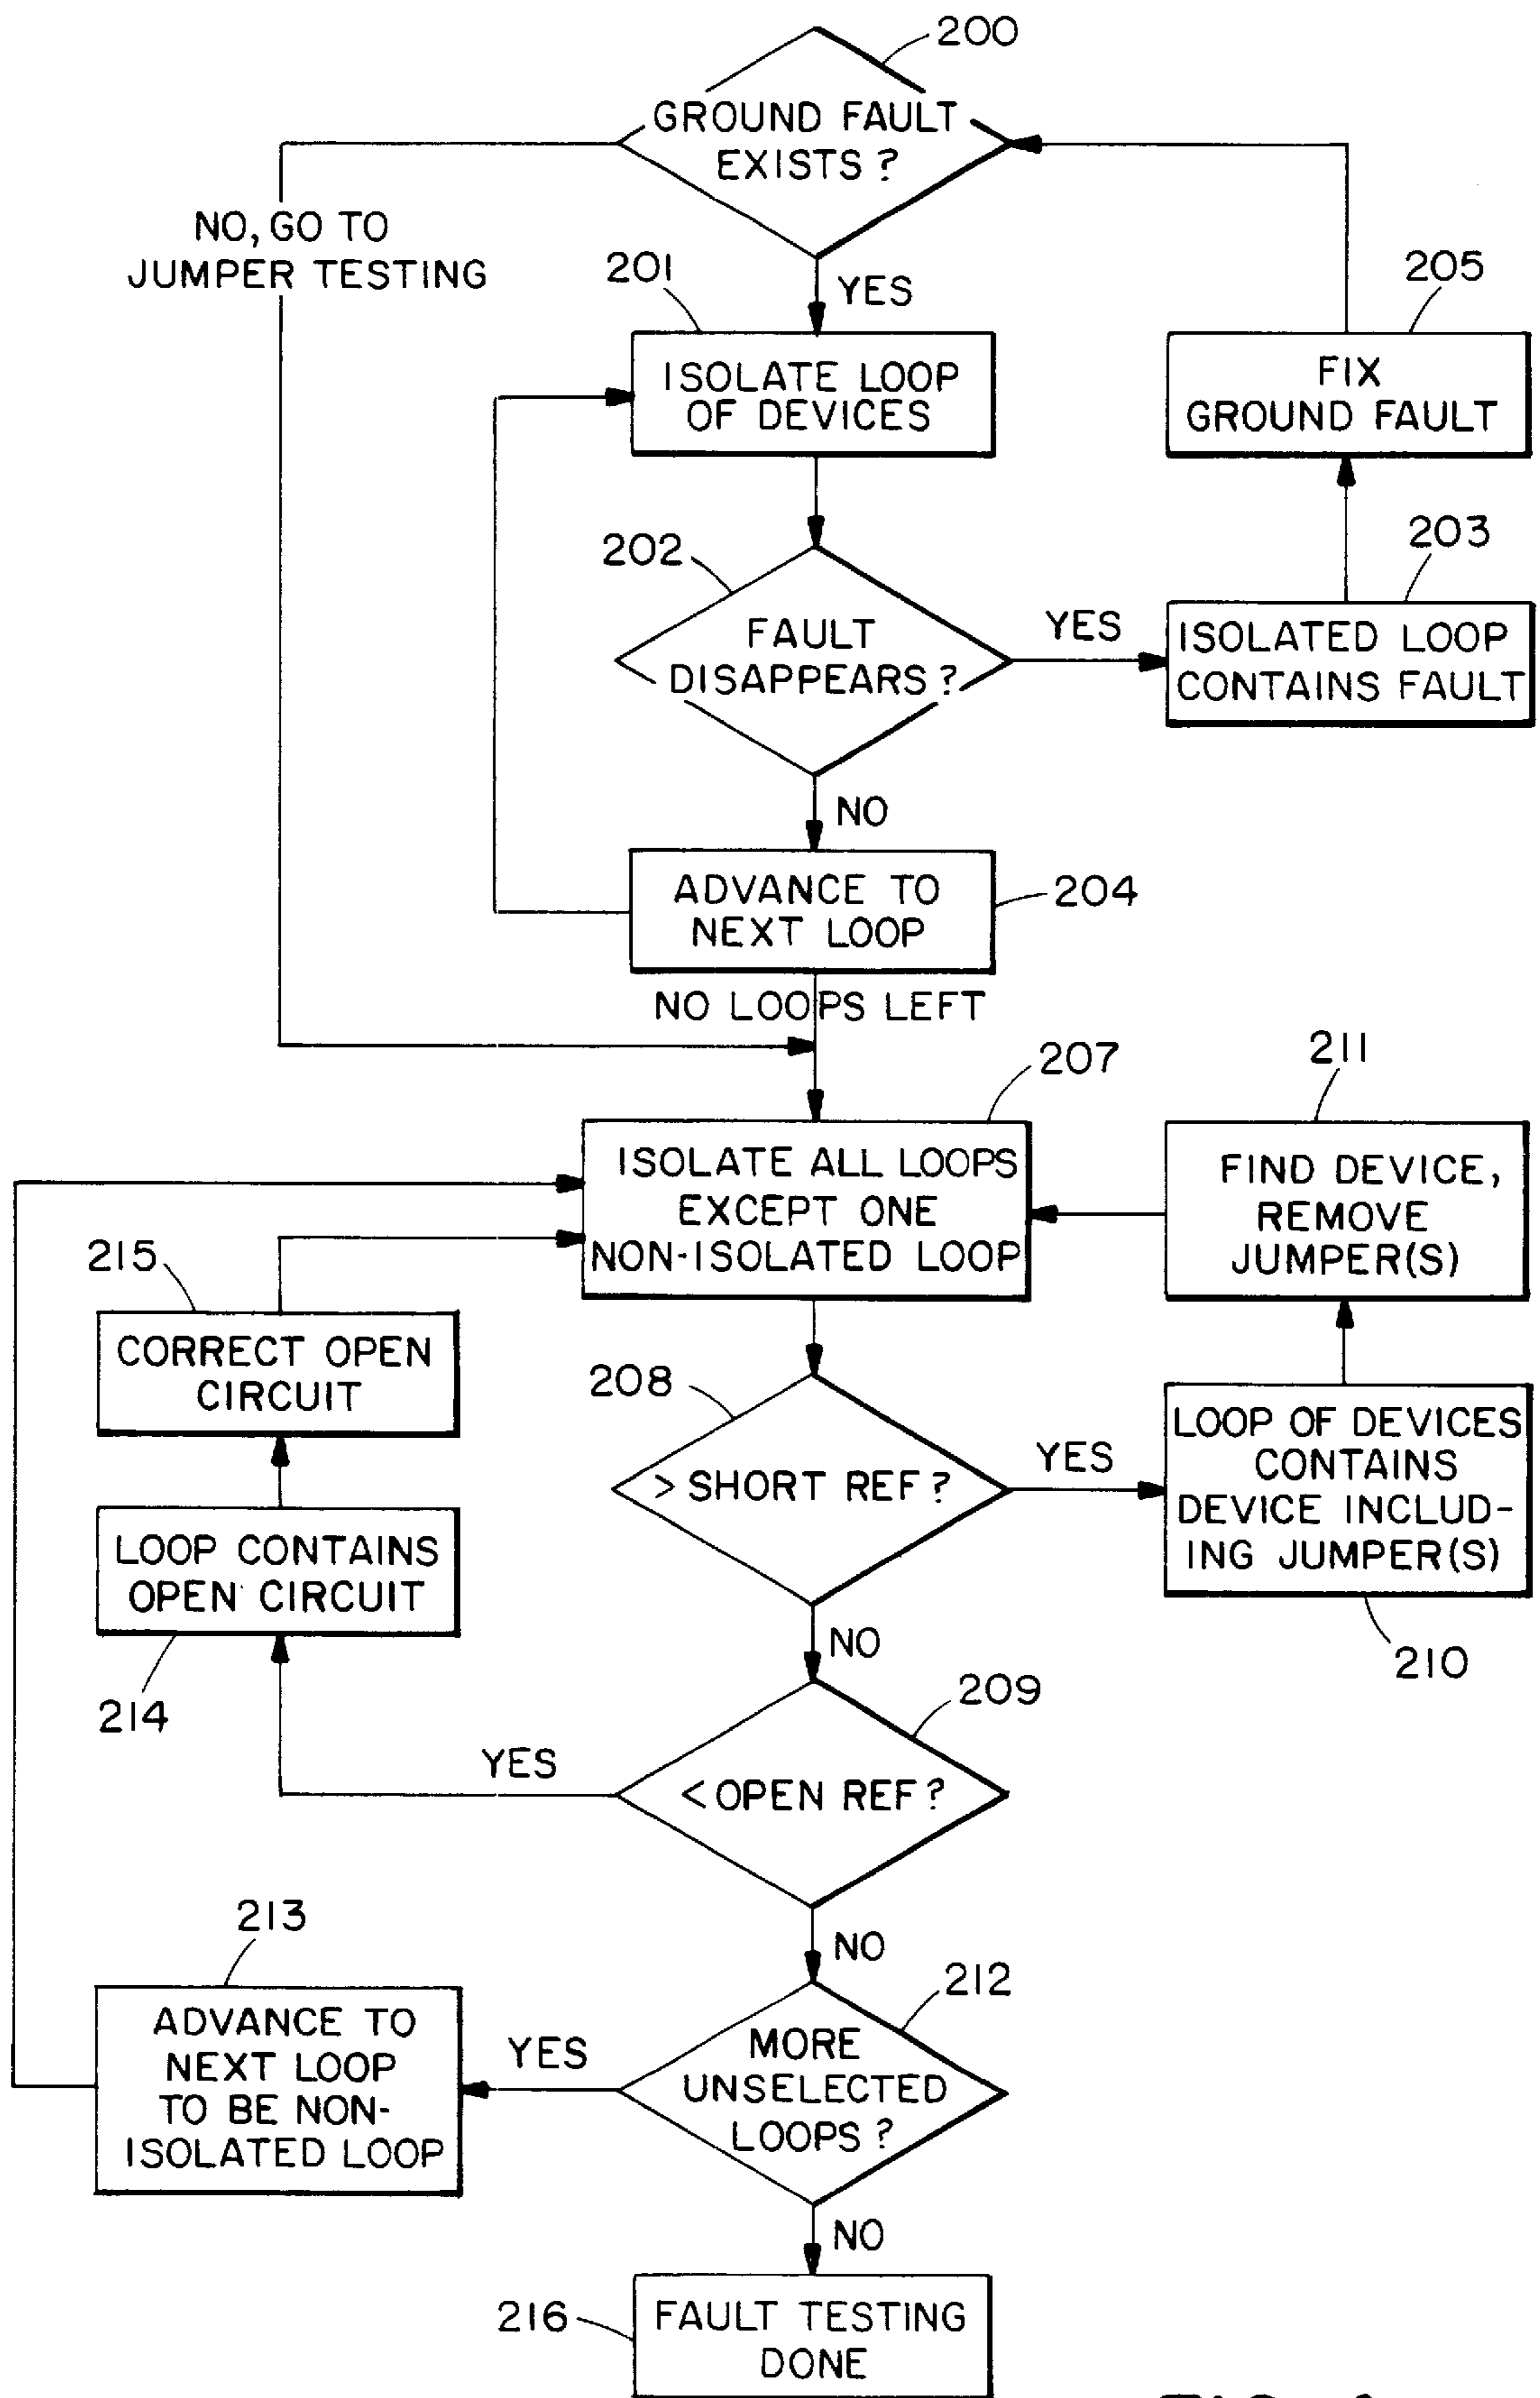 200
GROUND FAULT
EXISTS ?
NO, GO TO
JUMPER TESTING
201
YES
205
ISOLATE LOOP
OF DEVICES
FIX
GROUND FAULT
202
203
FAULT
DISAPPEARS ?
YES
ISOLATED LOOP
CONTAINS FAULT
NO
ADVANCE TO
NEXT LOOP
204
NO LOOPS LEFT
207
211
ISOLATE ALL LOOPS
EXCEPT ONE
NON-ISOLATED LOOP
FIND DEVICE,
REMOVE
JUMPER(S)
215
CORRECT OPEN
CIRCUIT
208
> SHORT REF ?
YES
LOOP OF DEVICES
CONTAINS
DEVICE INCLUD-
ING JUMPER(S)
210
LOOP CONTAINS
OPEN CIRCUIT
214
NO
209
YES
< OPEN REF ?
213
NO
212
ADVANCE TO
NEXT LOOP
TO BE NON-
ISOLATED LOOP
YES
MORE
UNSELECTED
LOOPS ?
NO
216
FAULT TESTING
DONE